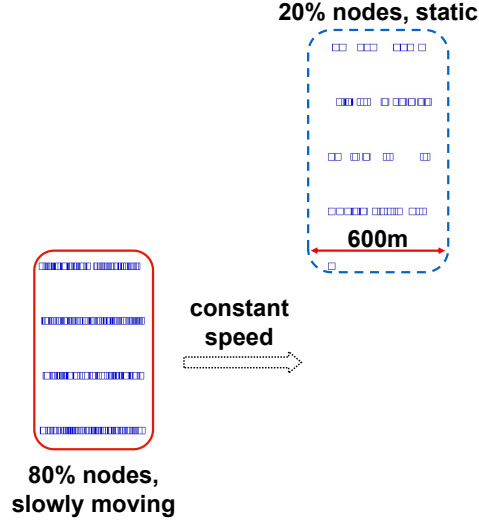 20% nodes, static
600m
constant
speed
80% nodes,
slowly moving